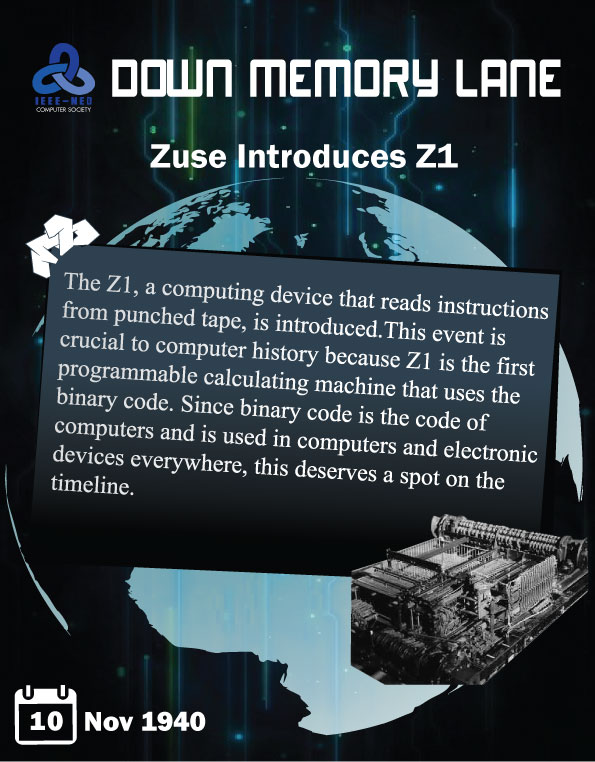 DOWN MEMORY LANE
IEEE-NED
COMPUTER SOCIETY
Zuse Introduces Z1
The Z1, a computing device that reads instructions
from punched tape, is introduced.This event is
crucial to computer history because Z1 is the first
programmable calculating machine that uses the
binary code. Since binary code is the code of
computers and is used in computers and electronic
devices everywhere, this deserves a spot on the
timeline.
10 Nov 1940